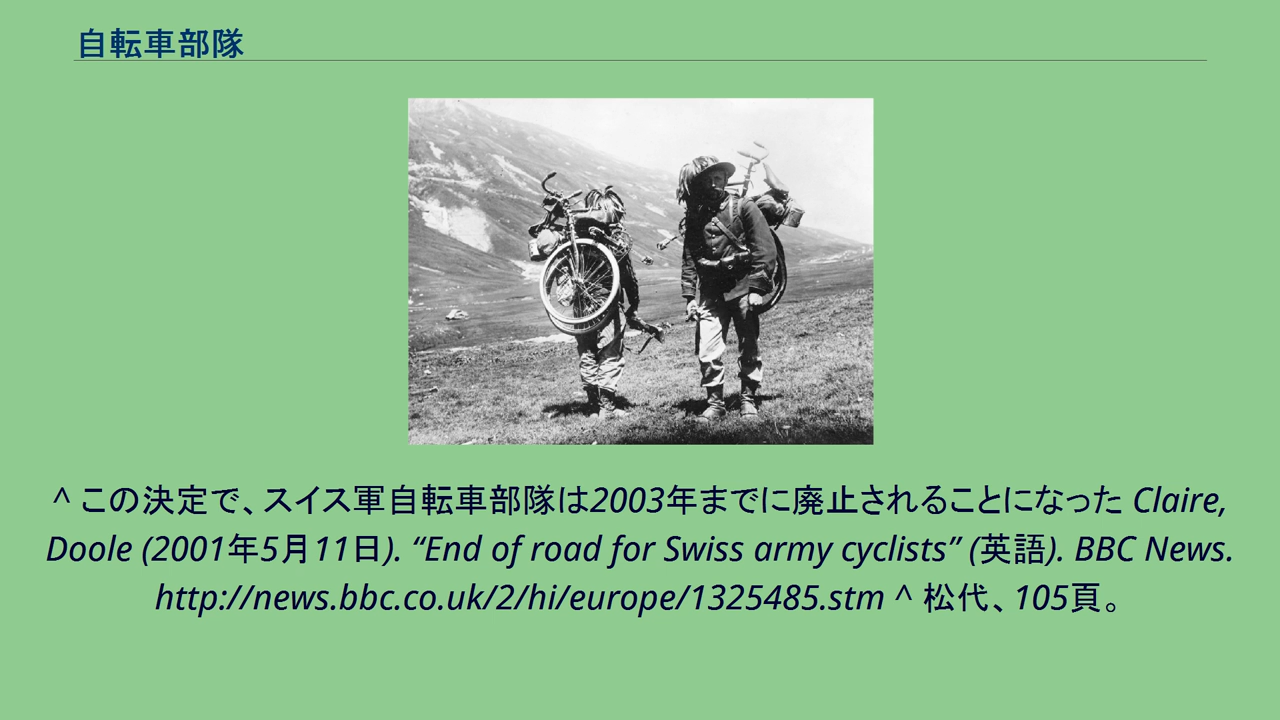 自転車部隊
^ この決定で、スイス軍自転車部隊は2003年までに廃止されることになった Claire,
Doole (2001年5月11日). “End of road for Swiss army cyclists” (英語). BBC News.
http://news.bbc.co.uk/2/hi/europe/1325485.stm ^ 松代、105頁。